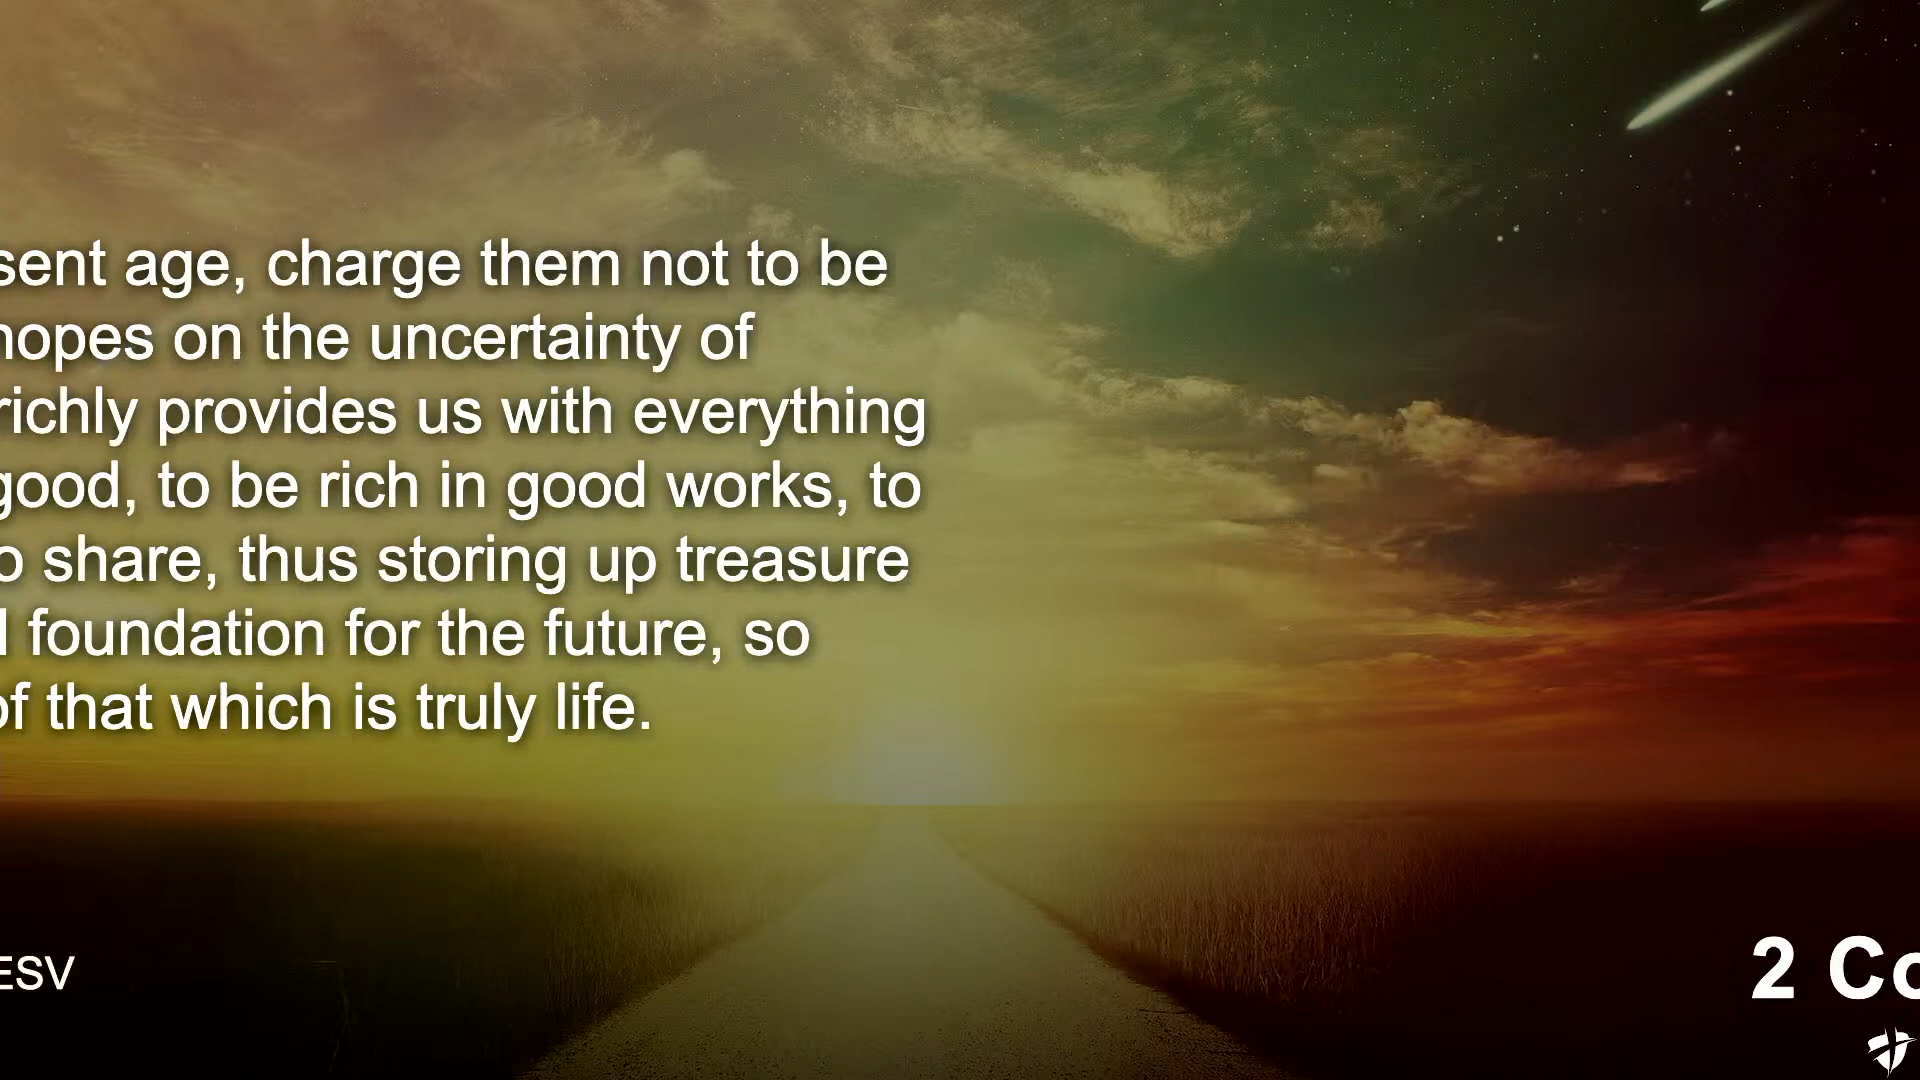 sent age, charge them not to be
hopes on the uncertainty of
richly provides us with everything
good, to be rich in good works, to
o share, thus storing up treasure
foundation for the future, so
of that which is truly life.
ESV
2 Co